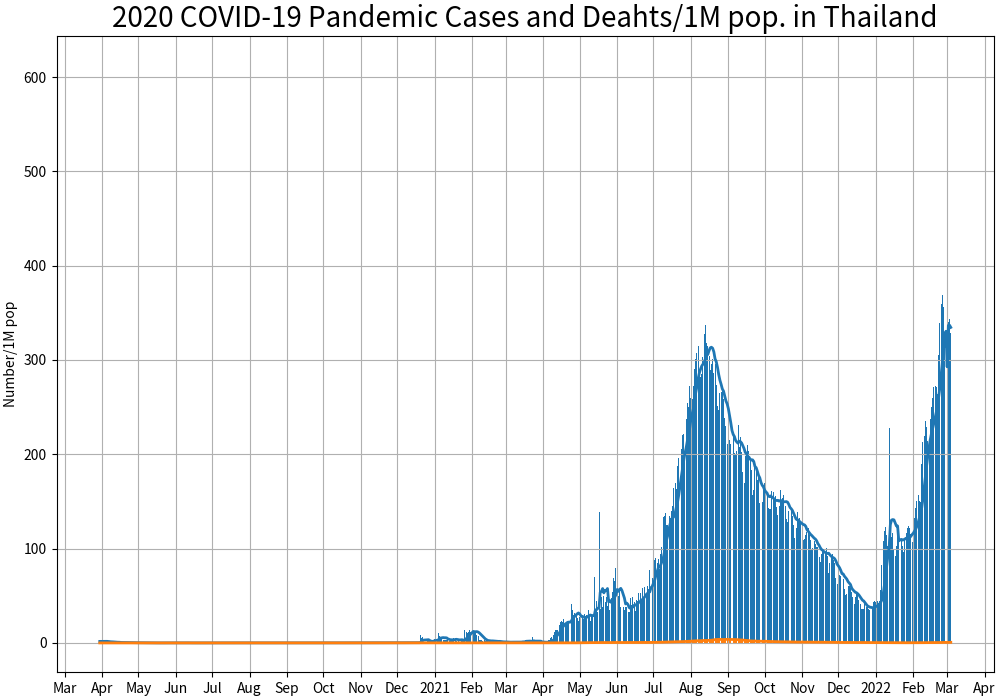 2020 COVID-19 Pandemic Cases and Deahts/1M pop. in Thailand
Number/1M pop
600
500
400
300
200
100
0
Mar Apr May Jun Jul Aug Sep Oct Nov Dec 2021 Feb Mar Apr May Jun Jul Aug Sep Oct Nov Dec 2022 Feb Mar Apr